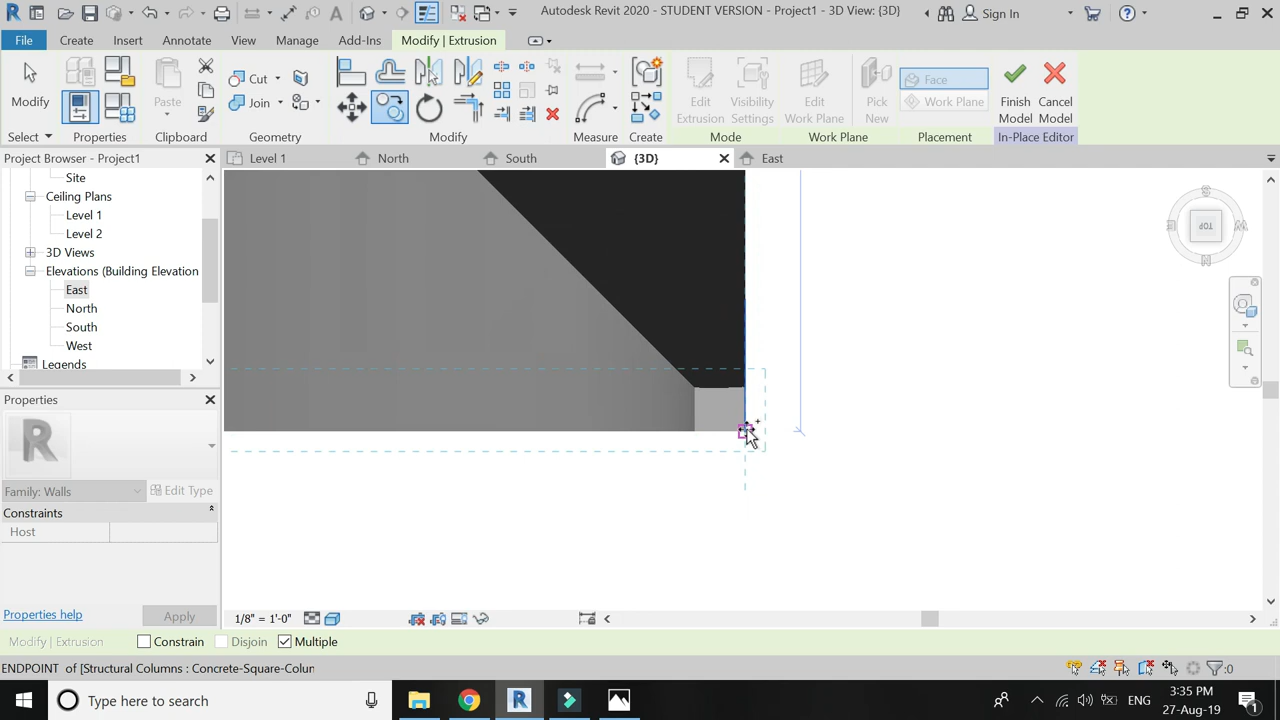 Autodesk Revit 2020 - STUDENT VERSION - Project1 - 3D View: {3D}
Sign In
File
Create
Insert
Annotate
View
Manage
Add-Ins
Modify | Extrusion
Modify
Paste
Cut
Join
Edit Extrusion
Visibility Settings
Edit Work Plane
Pick New
Face
Work Plane
Finish Model
Cancel Model
Select
Properties
Clipboard
Geometry
Modify
Measure
Create
Mode
Work Plane
Placement
In-Place Editor
Project Browser - Project1
Level 1
North
South
{3D}
East
Site
Ceiling Plans
Level 1
Level 2
3D Views
Elevations (Building Elevation
East
North
South
West
Legends
Properties
Family: Walls
Edit Type
Constraints
Host
Properties help
Apply
TOP
S
E
W
N
1/8" = 1'-0"
Modify | Extrusion
Constrain
Disjoin
Multiple
ENDPOINT of [Structural Columns : Concrete-Square-Colun
:0
Type here to search
ENG
3:35 PM
27-Aug-19
1